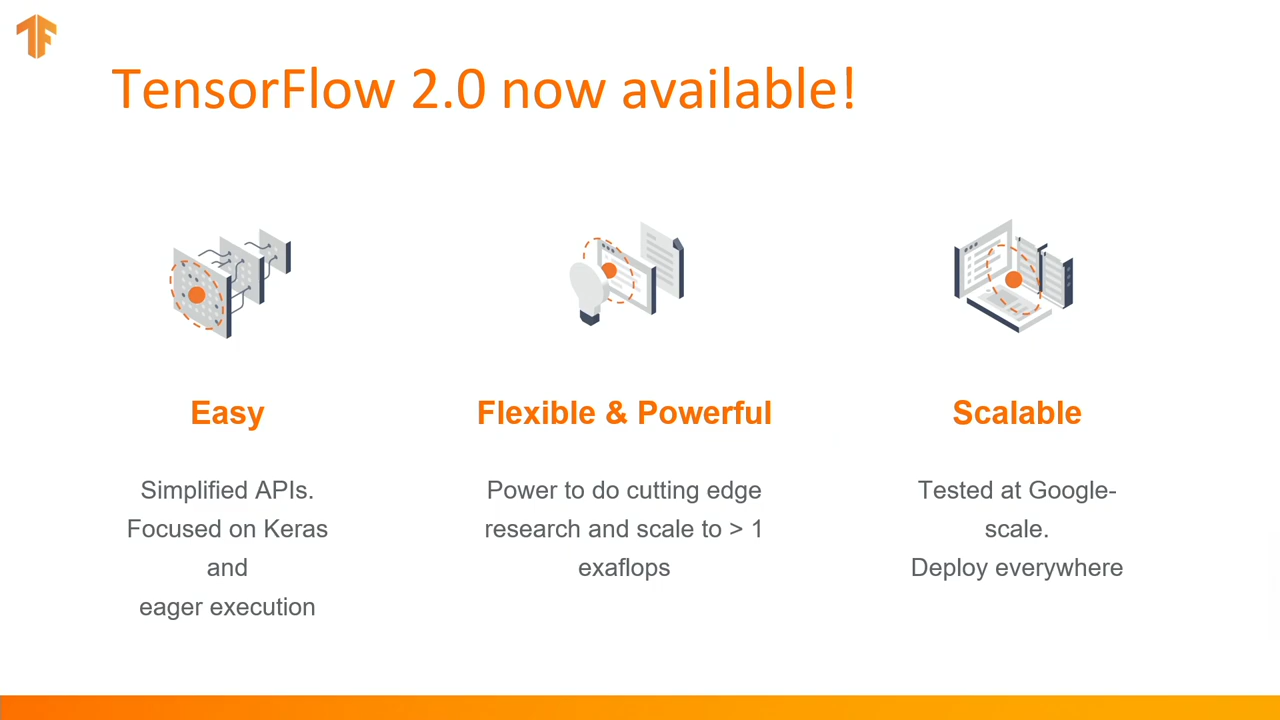 TensorFlow 2.0 now available!
Easy
Simplified APIs.
Focused on Keras
and
eager execution
Flexible & Powerful
Power to do cutting edge
research and scale to > 1
exaflops
Scalable
Tested at Google-
scale.
Deploy everywhere